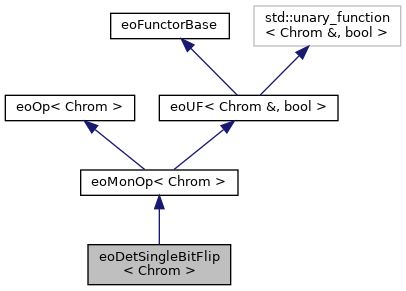 eoFunctorBase
std::unary_function
< Chrom &, bool >
eoOp< Chrom >
eoUF< Chrom &, bool >
eoMonOp< Chrom >
eoDetSingleBitFlip
< Chrom >